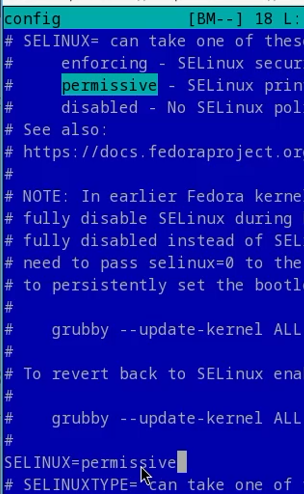 config [BM--] 18 L:
# SELINUX= can take one of thes
# enforcing - SELinux secur
# permissive - SELinux prin
# disabled - No SELinux pol
# See also:
# https://docs.fedoraproject.or
#
# NOTE: In earlier Fedora kerne
# fully disable SELinux during
# fully disabled instead of SEL
# need to pass selinux=0 to the
# to persistently set the bootl
#
# grubby --update-kernel ALL
#
# To revert back to SELinux ena
#
# grubby --update-kernel ALL
#
SELINUX=permissive
# SELINUXTYPE= can take one of